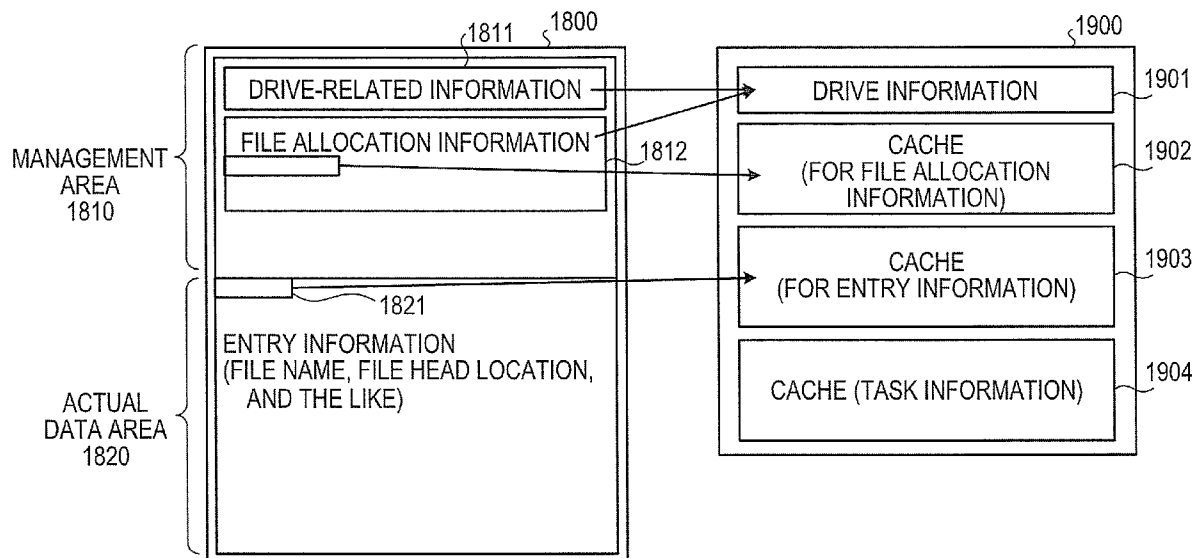 1800
1811
DRIVE-RELATED INFORMATION
FILE ALLOCATION INFORMATION
1812
MANAGEMENT
AREA
1810
1821
ENTRY INFORMATION
(FILE NAME, FILE HEAD LOCATION,
AND THE LIKE)
ACTUAL
DATA AREA
1820
1900
DRIVE INFORMATION
1901
CACHE
(FOR FILE ALLOCATION
INFORMATION)
1902
CACHE
(FOR ENTRY INFORMATION)
1903
CACHE (TASK INFORMATION)
1904